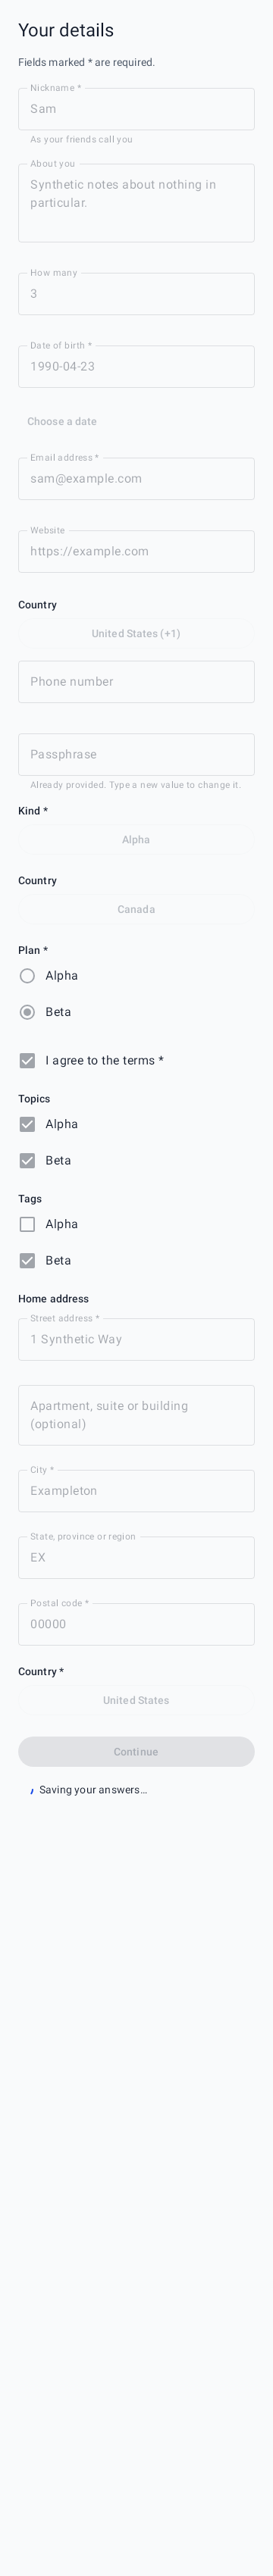 Your details
Fields marked * are required.
Nickname *
Sam
As your friends call you
About you
Synthetic notes about nothing in
particular.
How many
3
Date of birth *
1990-04-23
Choose a date
Email address *
sam@example.com
Website
https://example.com
Country
United States (+1)
Phone number
Passphrase
Already provided. Type a new value to change it.
Kind *
Alpha
Country
Canada
Plan *
Alpha
Beta
I agree to the terms *
Topics
Alpha
Beta
Tags
Alpha
Beta
Home address
Street address *
1 Synthetic Way
Apartment, suite or building
(optional)
City *
Exampleton
State, province or region
EX
Postal code *
00000
Country *
United States
Continue
Saving your answers…